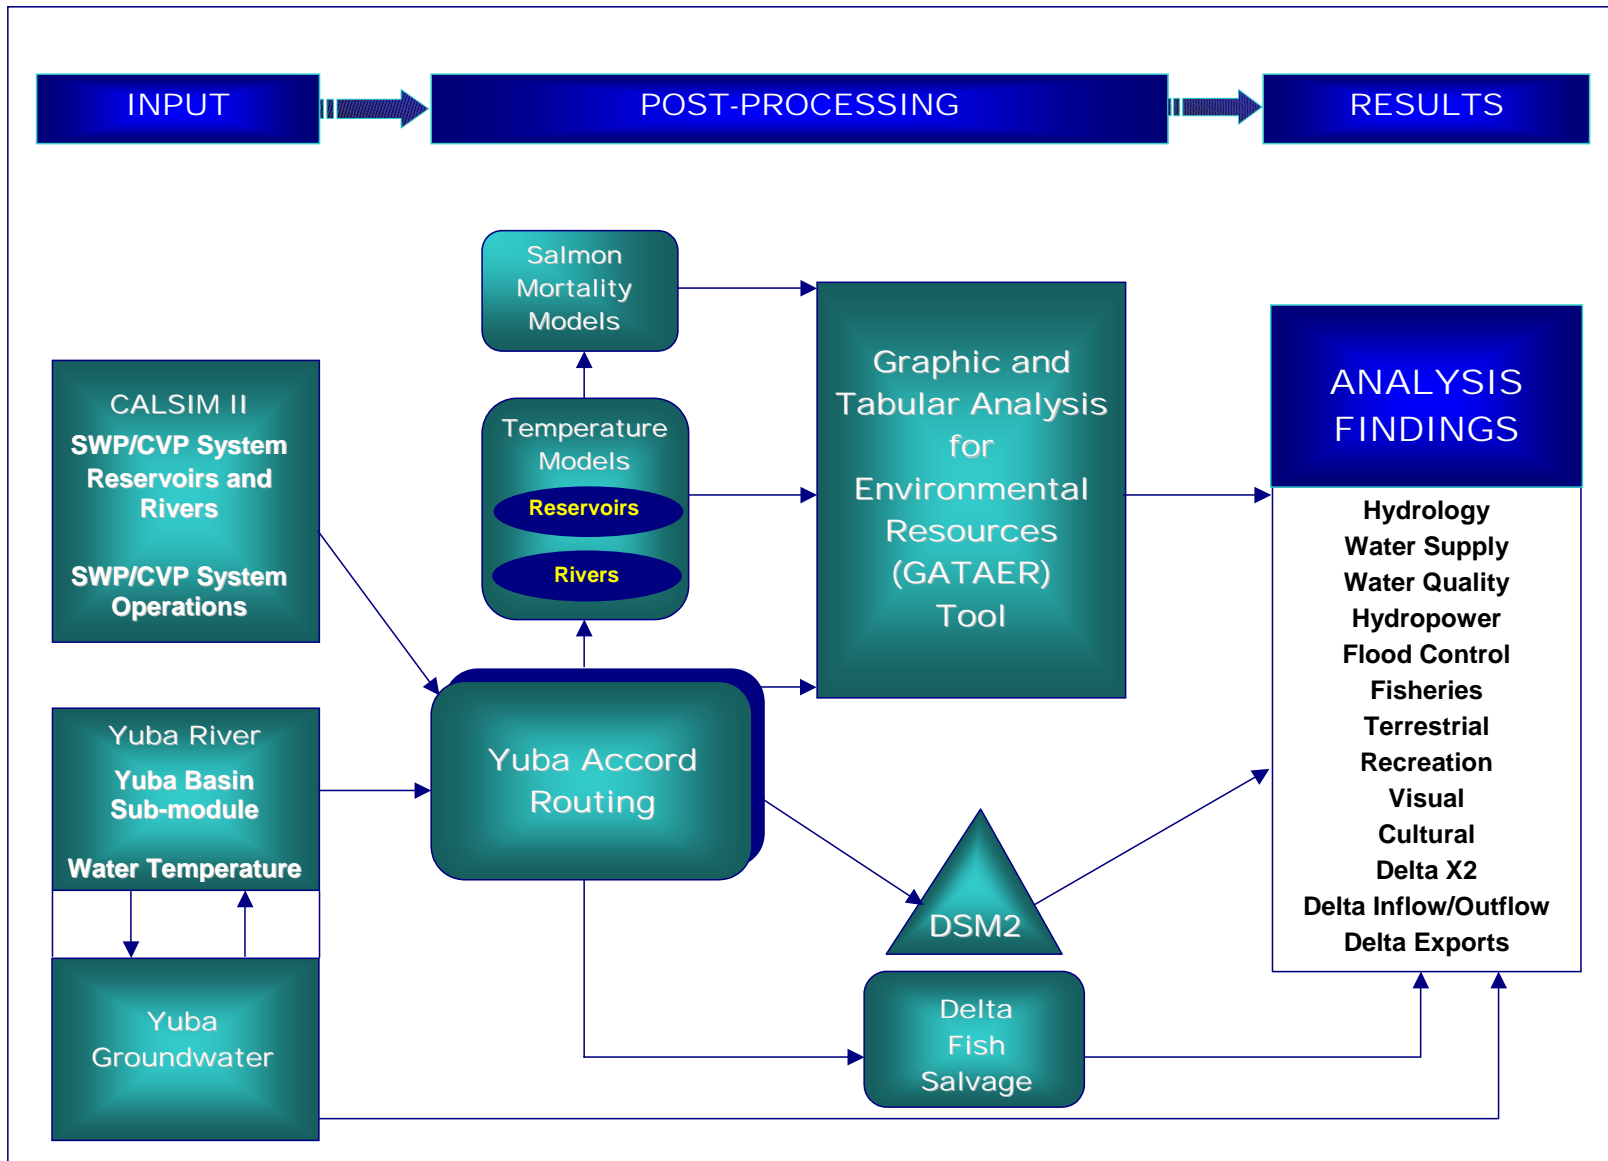 INPUT
POST-PROCESSING
RESULTS
Salmon
Mortality
Models
CALSIM II
SWP/CVP System
Reservoirs and
Rivers
SWP/CVP System
Operations
Temperature
Models
Reservoirs
Rivers
Graphic and
Tabular Analysis
for
Environmental
Resources
(GATAER)
Tool
ANALYSIS
FINDINGS
Hydrology
Water Supply
Water Quality
Hydropower
Flood Control
Fisheries
Terrestrial
Recreation
Visual
Cultural
Delta X2
Delta Inflow/Outflow
Delta Exports
Yuba River
Yuba Basin
Sub-module
Water Temperature
Yuba Accord
Routing
DSM2
Yuba
Groundwater
Delta
Fish
Salvage